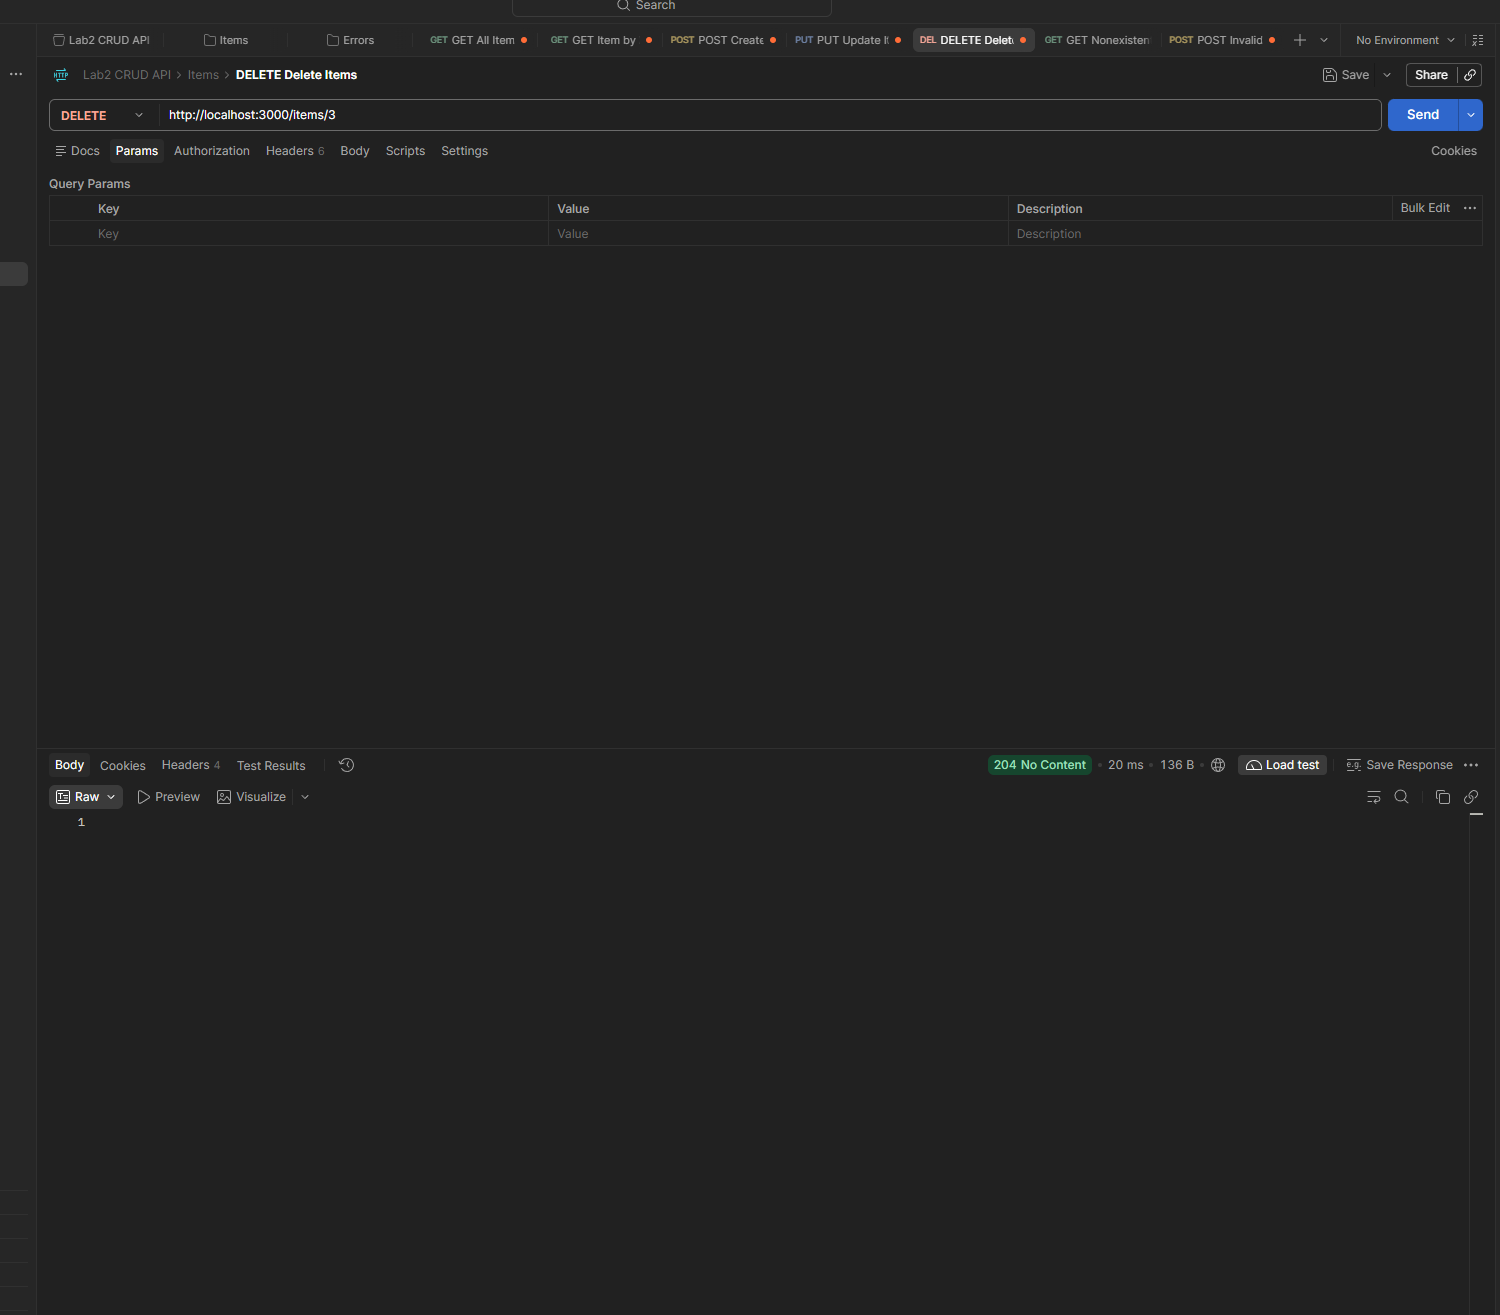 Search
Lab2 CRUD API
Items
Errors
GET GET All Item
GET GET Item by
POST POST Create
PUT PUT Update I
DEL DELETE Delet
GET GET Nonexisten
POST POST Invalid
No Environment
Lab2 CRUD API > Items > DELETE Delete Items
Save
Share
DELETE
http://localhost:3000/items/3
Send
Docs
Params
Authorization
Headers 6
Body
Scripts
Settings
Cookies
Query Params
Key
Value
Description
Bulk Edit
Key
Value
Description
Body
Cookies
Headers 4
Test Results
204 No Content
20 ms
136 B
Load test
e.g. Save Response
Raw
Preview
Visualize
1